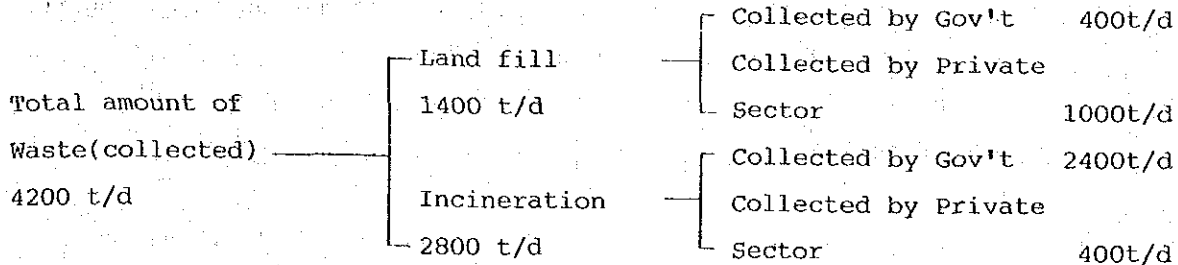 Collected by Gov't 400t/d
Land fill Collected by Private
Total amount of 1400 t/d Sector 1000t/d
Waste(collected) Collected by Gov't 2400t/d
4200 t/d Incineration Collected by Private
2800 t/d Sector 400t/d